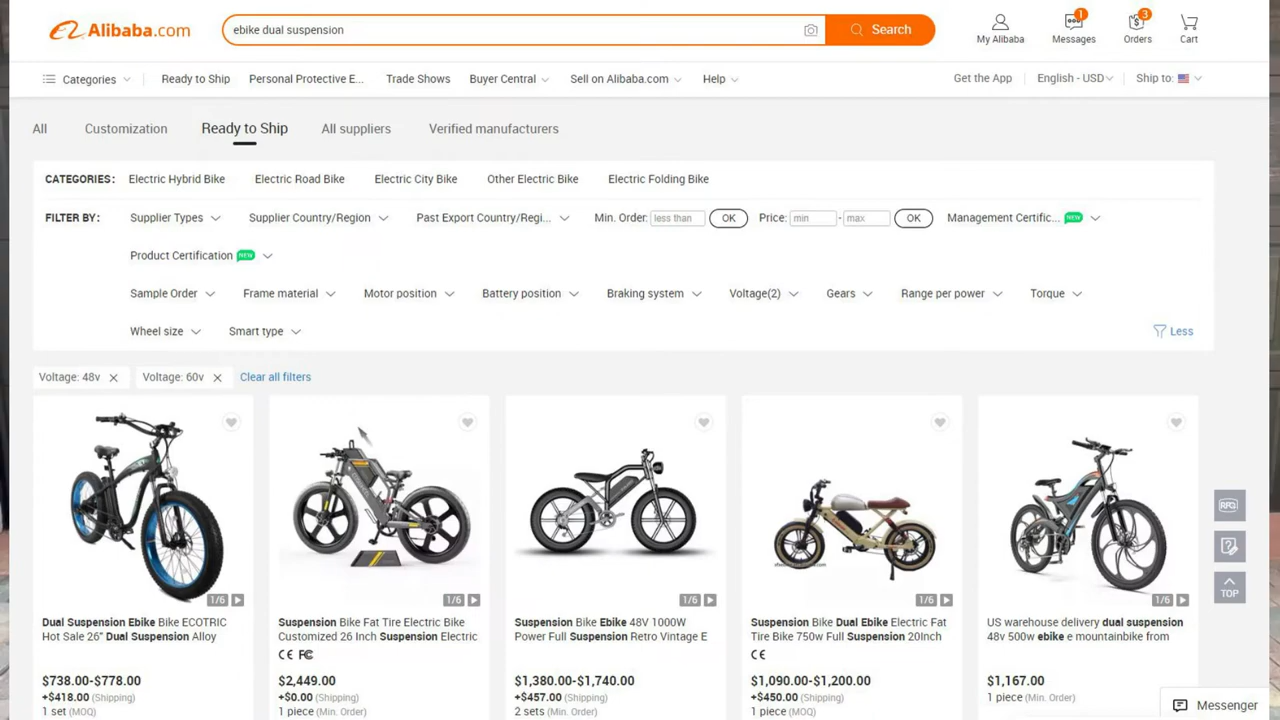 Alibaba.com
ebike dual suspension
Search
My Alibaba
1
Messages
3
Orders
Cart
Categories
Ready to Ship
Personal Protective E...
Trade Shows
Buyer Central
Sell on Alibaba.com
Help
Get the App
English - USD
Ship to:
All
Customization
Ready to Ship
All suppliers
Verified manufacturers
CATEGORIES: Electric Hybrid Bike Electric Road Bike Electric City Bike Other Electric Bike Electric Folding Bike
FILTER BY: Supplier Types Supplier Country/Region Past Export Country/Regi... Min. Order: less than OK Price: min - max OK Management Certific... NEW
Product Certification NEW
Sample Order Frame material Motor position Battery position Braking system Voltage(2) Gears Range per power Torque
Wheel size Smart type
Less
Voltage: 48v Voltage: 60v Clear all filters
1/6
Dual Suspension Ebike Bike ECOTRIC
Hot Sale 26" Dual Suspension Alloy
$738.00-$778.00
+$418.00 (Shipping)
1 set (MOQ)
1/6
Suspension Bike Fat Tire Electric Bike
Customized 26 Inch Suspension Electric
CE FC
$2,449.00
+$0.00 (Shipping)
1 piece (Min. Order)
1/6
Suspension Bike Ebike 48V 1000W
Power Full Suspension Retro Vintage E
$1,380.00-$1,740.00
+$457.00 (Shipping)
2 sets (Min. Order)
1/6
Suspension Bike Dual Ebike Electric Fat
Tire Bike 750w Full Suspension 20Inch
CE
$1,090.00-$1,200.00
+$450.00 (Shipping)
1 piece (MOQ)
1/6
US warehouse delivery dual suspension
48v 500w ebike e mountainbike from
$1,167.00
1 piece (Min. Order)
RFQ
TOP
Messenger